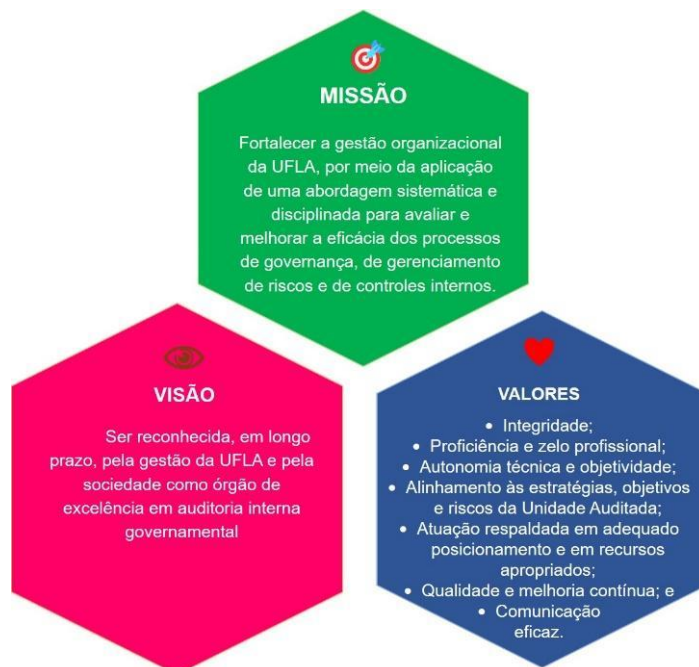 MISSÃO
Fortalecer a gestão organizacional
da UFLA, por meio da aplicação
de uma abordagem sistemática e
disciplinada para avaliar e
melhorar a eficácia dos processos
de governança, de gerenciamento
de riscos e de controles internos.
VISÃO
Ser reconhecida, em longo
prazo, pela gestão da UFLA e pela
sociedade como órgão de
excelência em auditoria interna
governamental
VALORES
• Integridade;
• Proficiência e zelo profissional;
• Autonomia técnica e objetividade;
• Alinhamento às estratégias, objetivos
e riscos da Unidade Auditada;
• Atuação respaldada em adequado
posicionamento e em recursos
apropriados;
• Qualidade e melhoria contínua; e
• Comunicação
eficaz.